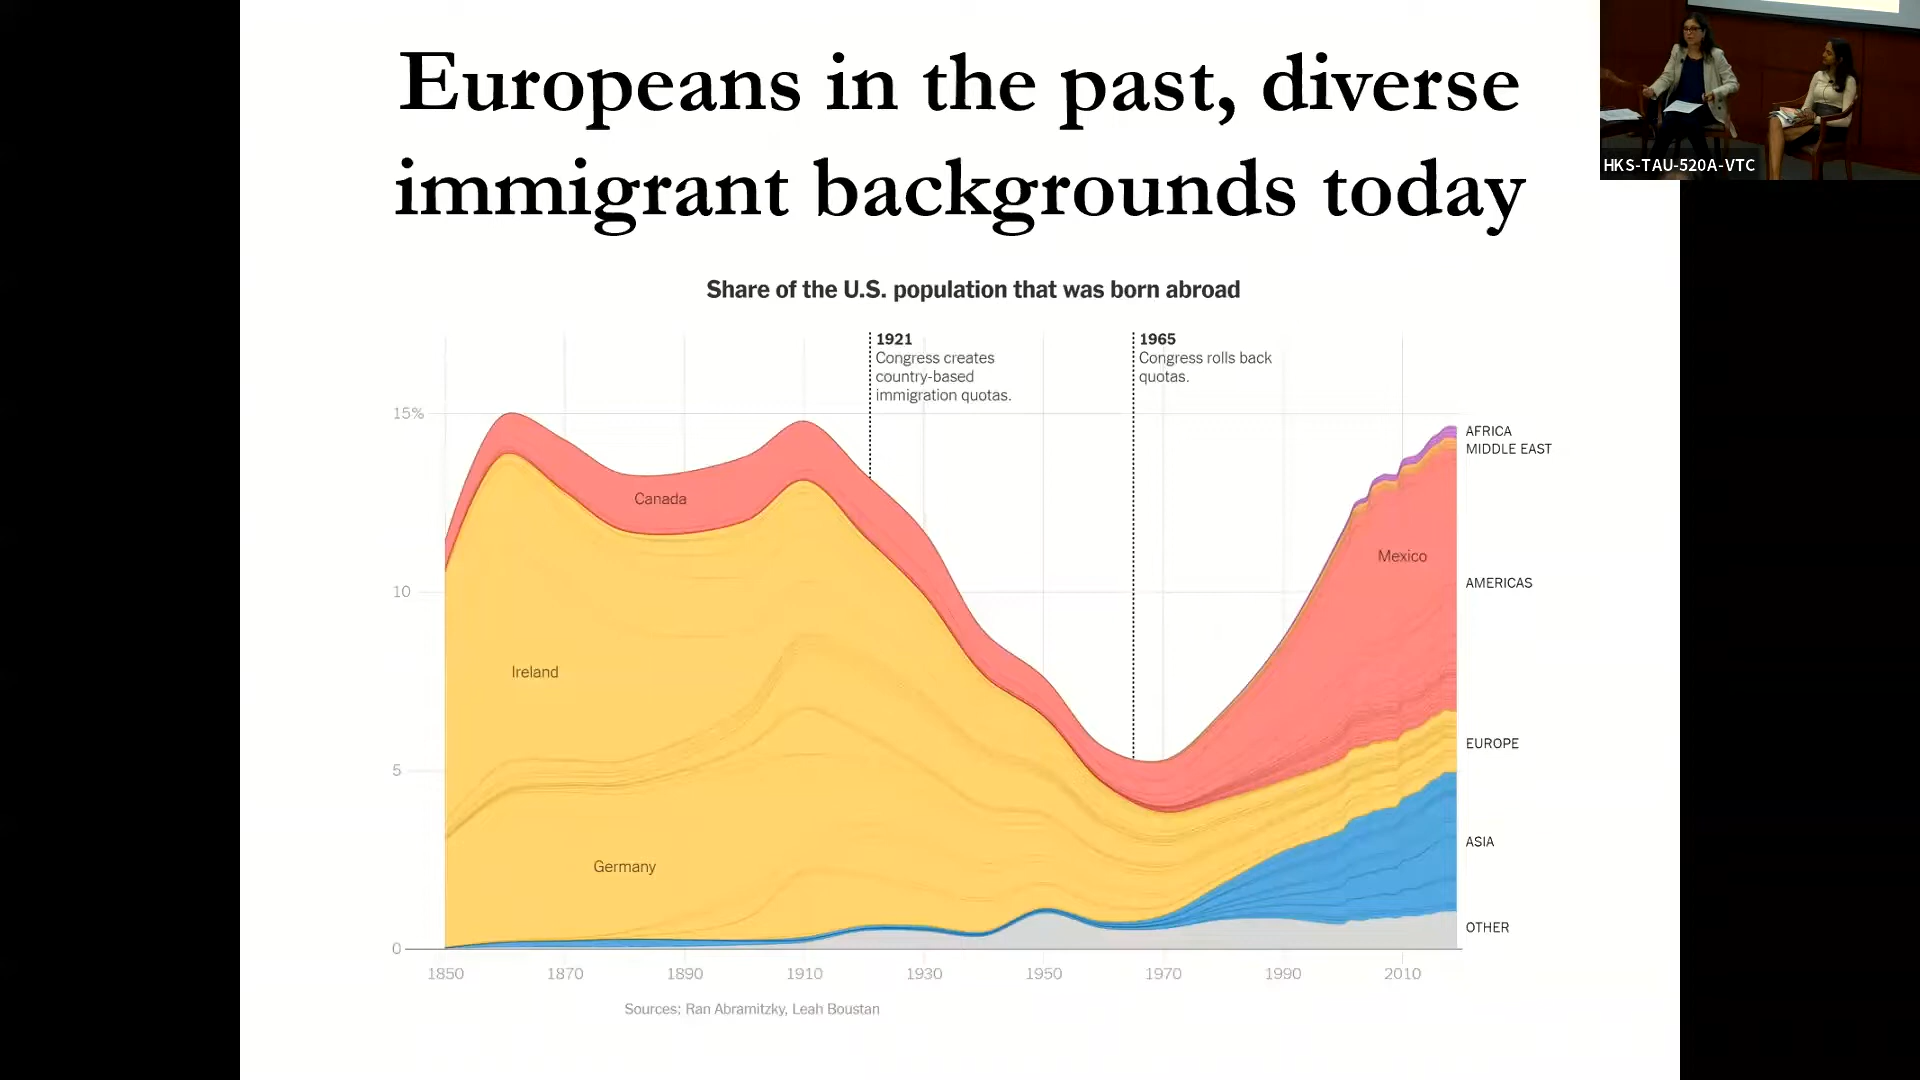 Europeans in the past, diverse
immigrant backgrounds today
HKS-TAU-520A-VTC
Share of the U.S. population that was born abroad
1921
Congress creates
country-based
immigration quotas.
1965
Congress rolls back
quotas.
15%
10
5
0
Canada
Ireland
Germany
Mexico
AFRICA
MIDDLE EAST
AMERICAS
EUROPE
ASIA
OTHER
1850
1870
1890
1910
1930
1950
1970
1990
2010
Sources: Ran Abramitzky, Leah Boustan